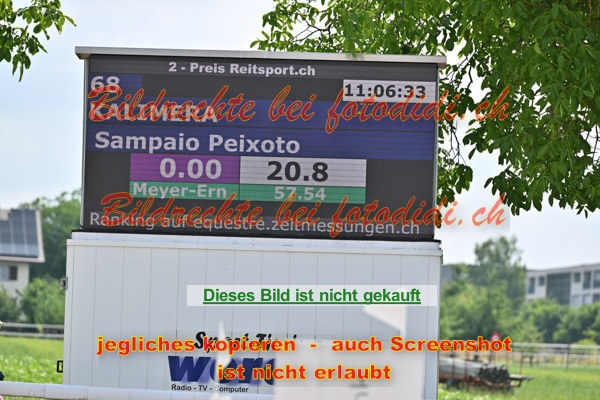 2 - Preis Reitsport.ch
68
11:06:33
KALIMERA
Bildrechte bei fotodidi.ch
Sampaio Peixoto
0.00 20.8
Meyer-Ern 57.54
Bildrechte bei fotodidi.ch
Ranking auf equestre.zeitmessungen.ch
Dieses Bild ist nicht gekauft
jegliches Kopieren - auch Screenshot
ist nicht erlaubt
Radio - TV - Computer